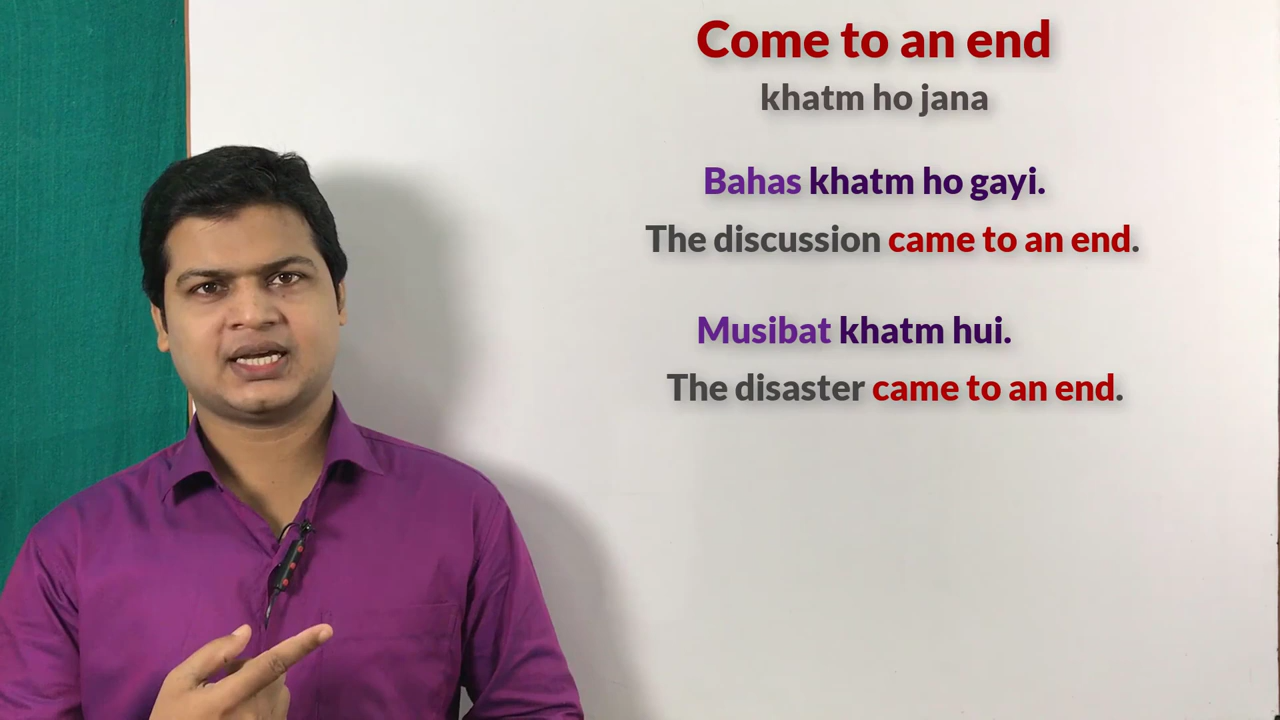 Come to an end
khatm ho jana
Bahas khatm ho gayi.
The discussion came to an end.
Musibat khatm hui.
The disaster came to an end.